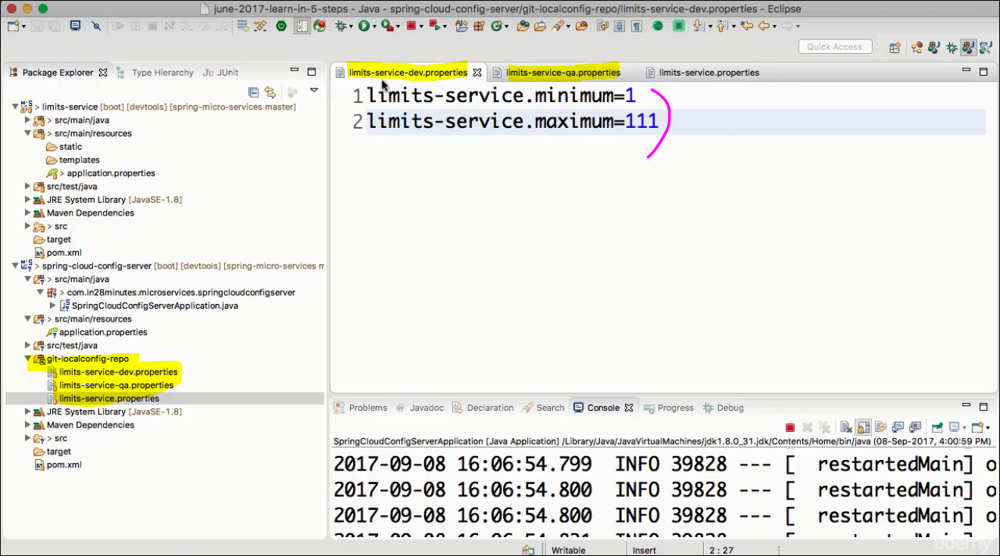 june-2017-learn-in-5-steps - Java - spring-cloud-config-server/git-localconfig-repo/limits-service-dev.properties - Eclipse
Quick Access
Package Explorer
Type Hierarchy
JUnit
limits-service [boot] [devtools] [spring-micro-services master]
src/main/java
src/main/resources
static
templates
application.properties
src/test/java
JRE System Library [JavaSE-1.8]
Maven Dependencies
src
target
pom.xml
spring-cloud-config-server [boot] [devtools] [spring-micro-services m
src/main/java
com.in28minutes.microservices.springcloudconfigserver
SpringCloudConfigServerApplication.java
src/main/resources
application.properties
src/test/java
git-localconfig-repo
limits-service-dev.properties
limits-service-qa.properties
limits-service.properties
JRE System Library [JavaSE-1.8]
Maven Dependencies
src
target
pom.xml
limits-service-dev.properties
limits-service-qa.properties
limits-service.properties
1 limits-service.minimum=1
2 limits-service.maximum=111
Problems
@ Javadoc
Declaration
Search
Console
Progress
Debug
SpringCloudConfigServerApplication [Java Application] /Library/Java/JavaVirtualMachines/jdk1.8.0_31.jdk/Contents/Home/bin/java (08-Sep-2017, 4:00:59 PM)
2017-09-08 16:06:54.799 INFO 39828 --- [ restartedMain] o
2017-09-08 16:06:54.800 INFO 39828 --- [ restartedMain] o
2017-09-08 16:06:54.800 INFO 39828 --- [ restartedMain] o
Writable
Insert
2 : 27
udemy